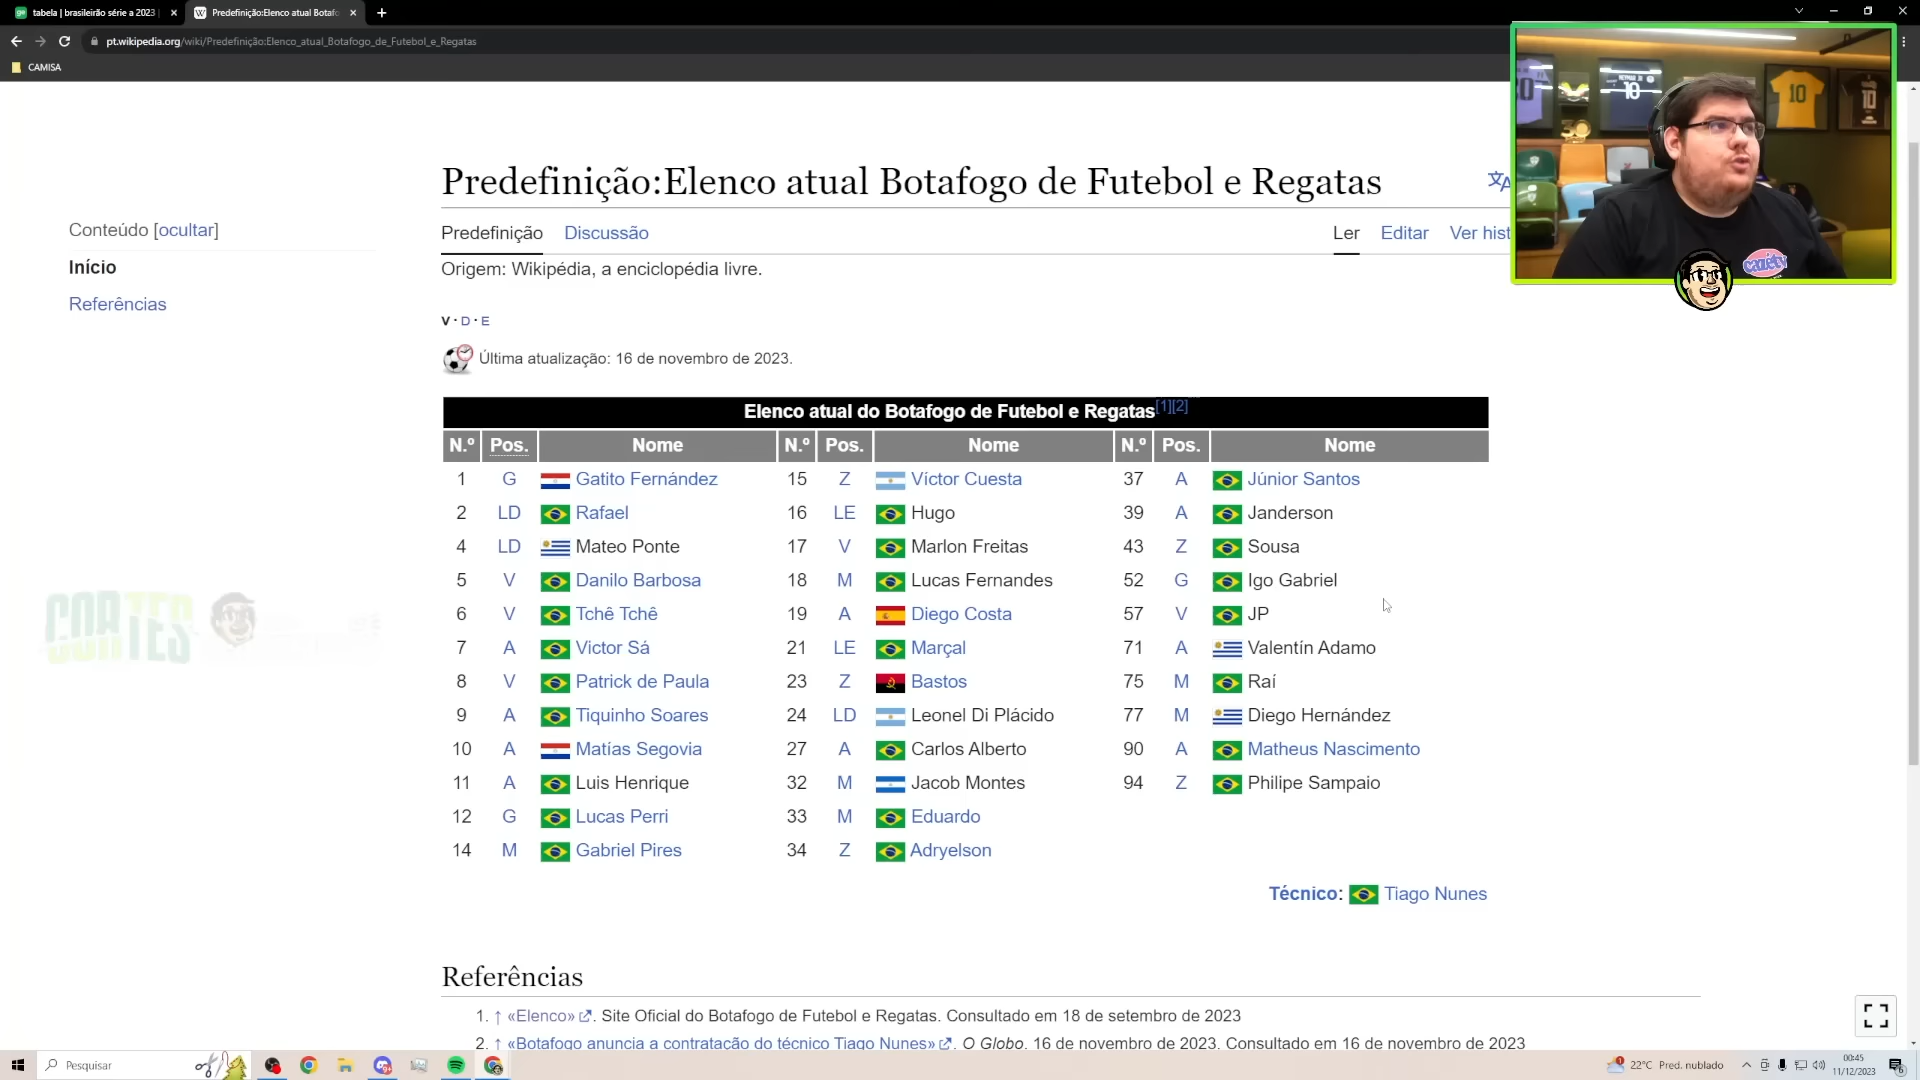 tabela | brasileirão série a 2023 |
Predefinição:Elenco atual Botafo
pt.wikipedia.org/wiki/Predefinição:Elenco_atual_Botafogo_de_Futebol_e_Regatas
CAMISA
Predefinição:Elenco atual Botafogo de Futebol e Regatas
Conteúdo [ocultar]
Início
Referências
Predefinição Discussão Ler Editar Ver hist
Origem: Wikipédia, a enciclopédia livre.
V · D · E
Última atualização: 16 de novembro de 2023.
Elenco atual do Botafogo de Futebol e Regatas[1][2]
N.º Pos. Nome N.º Pos. Nome N.º Pos. Nome
1 G Gatito Fernández 15 Z Víctor Cuesta 37 A Júnior Santos
2 LD Rafael 16 LE Hugo 39 A Janderson
4 LD Mateo Ponte 17 V Marlon Freitas 43 Z Sousa
5 V Danilo Barbosa 18 M Lucas Fernandes 52 G Igo Gabriel
6 V Tchê Tchê 19 A Diego Costa 57 V JP
7 A Victor Sá 21 LE Marçal 71 A Valentín Adamo
8 V Patrick de Paula 23 Z Bastos 75 M Raí
9 A Tiquinho Soares 24 LD Leonel Di Plácido 77 M Diego Hernández
10 A Matías Segovia 27 A Carlos Alberto 90 A Matheus Nascimento
11 A Luis Henrique 32 M Jacob Montes 94 Z Philipe Sampaio
12 G Lucas Perri 33 M Eduardo
14 M Gabriel Pires 34 Z Adryelson
Técnico: Tiago Nunes
Referências
1. ↑ «Elenco». Site Oficial do Botafogo de Futebol e Regatas. Consultado em 18 de setembro de 2023
2. ↑ «Botafogo anuncia a contratação do técnico Tiago Nunes». O Globo. 16 de novembro de 2023. Consultado em 16 de novembro de 2023
CORTES
NEYMAR JR
10
10
10
cazétv
Pesquisar
22°C Pred. nublado
00:45
11/12/2023